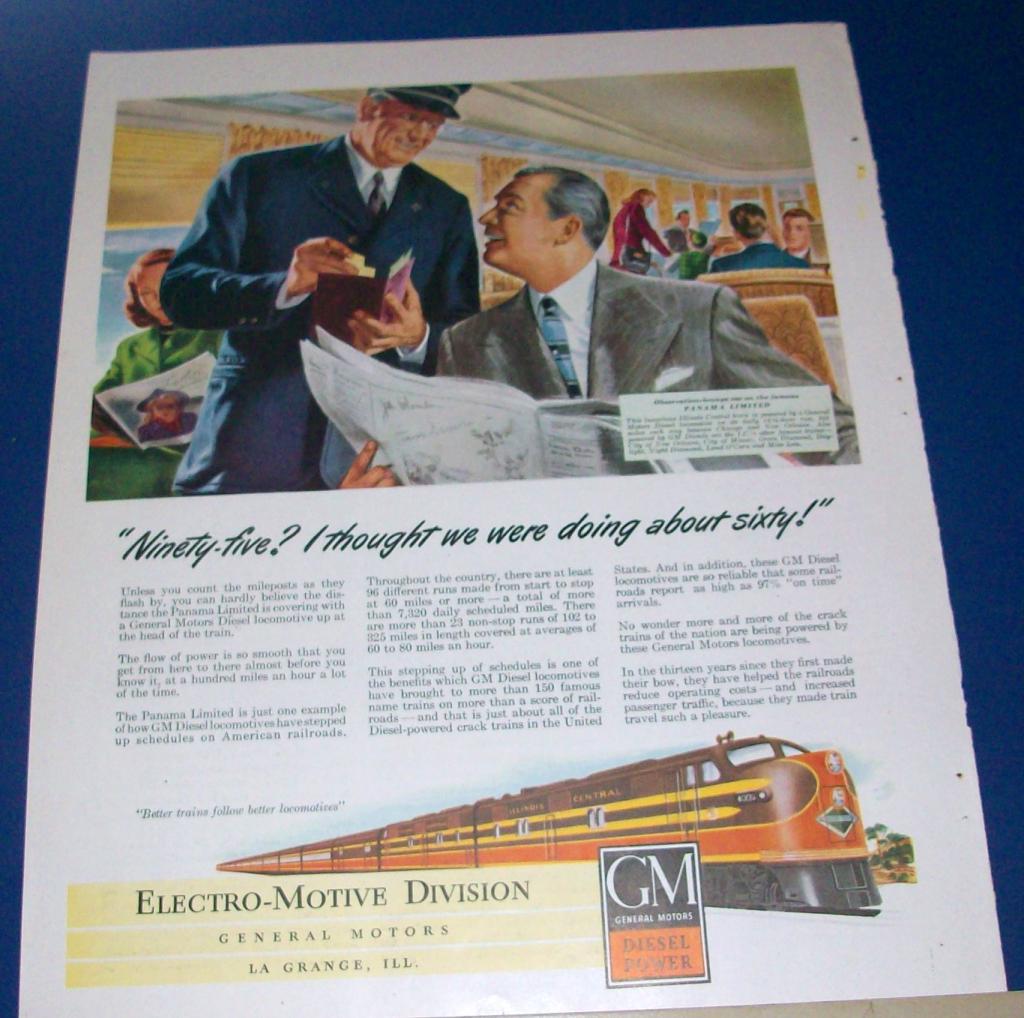 Observation-lounge car on the famous
PANAMA LIMITED
"Ninety-five? I thought we were doing about sixty!"
Unless you count the mileposts as they
flash by, you can hardly believe the dis-
tance the Panama Limited is covering with
a General Motors Diesel locomotive up at
the head of the train.
The flow of power is so smooth that you
get from here to there almost before you
know it, at a hundred miles an hour a lot
of the time.
The Panama Limited is just one example
of how GM Diesel locomotives have stepped
up schedules on American railroads.
Throughout the country, there are at least
96 different runs made from start to stop
at 60 miles or more — a total of more
than 7,320 daily scheduled miles. There
are more than 23 non-stop runs of 102 to
325 miles in length covered at averages of
60 to 80 miles an hour.
This stepping up of schedules is one of
the benefits which GM Diesel locomotives
have brought to more than 150 famous
name trains on more than a score of rail-
roads — and that is just about all of the
Diesel-powered crack trains in the United
States. And in addition, these GM Diesel
locomotives are so reliable that some rail-
roads report as high as 97% "on time"
arrivals.
No wonder more and more of the crack
trains of the nation are being powered by
these General Motors locomotives.
In the thirteen years since they first made
their bow, they have helped the railroads
reduce operating costs — and increased
passenger traffic, because they made train
travel such a pleasure.
"Better trains follow better locomotives"
ILLINOIS CENTRAL
ELECTRO-MOTIVE DIVISION
GENERAL MOTORS
LA GRANGE, ILL.
GM
GENERAL MOTORS
DIESEL
POWER